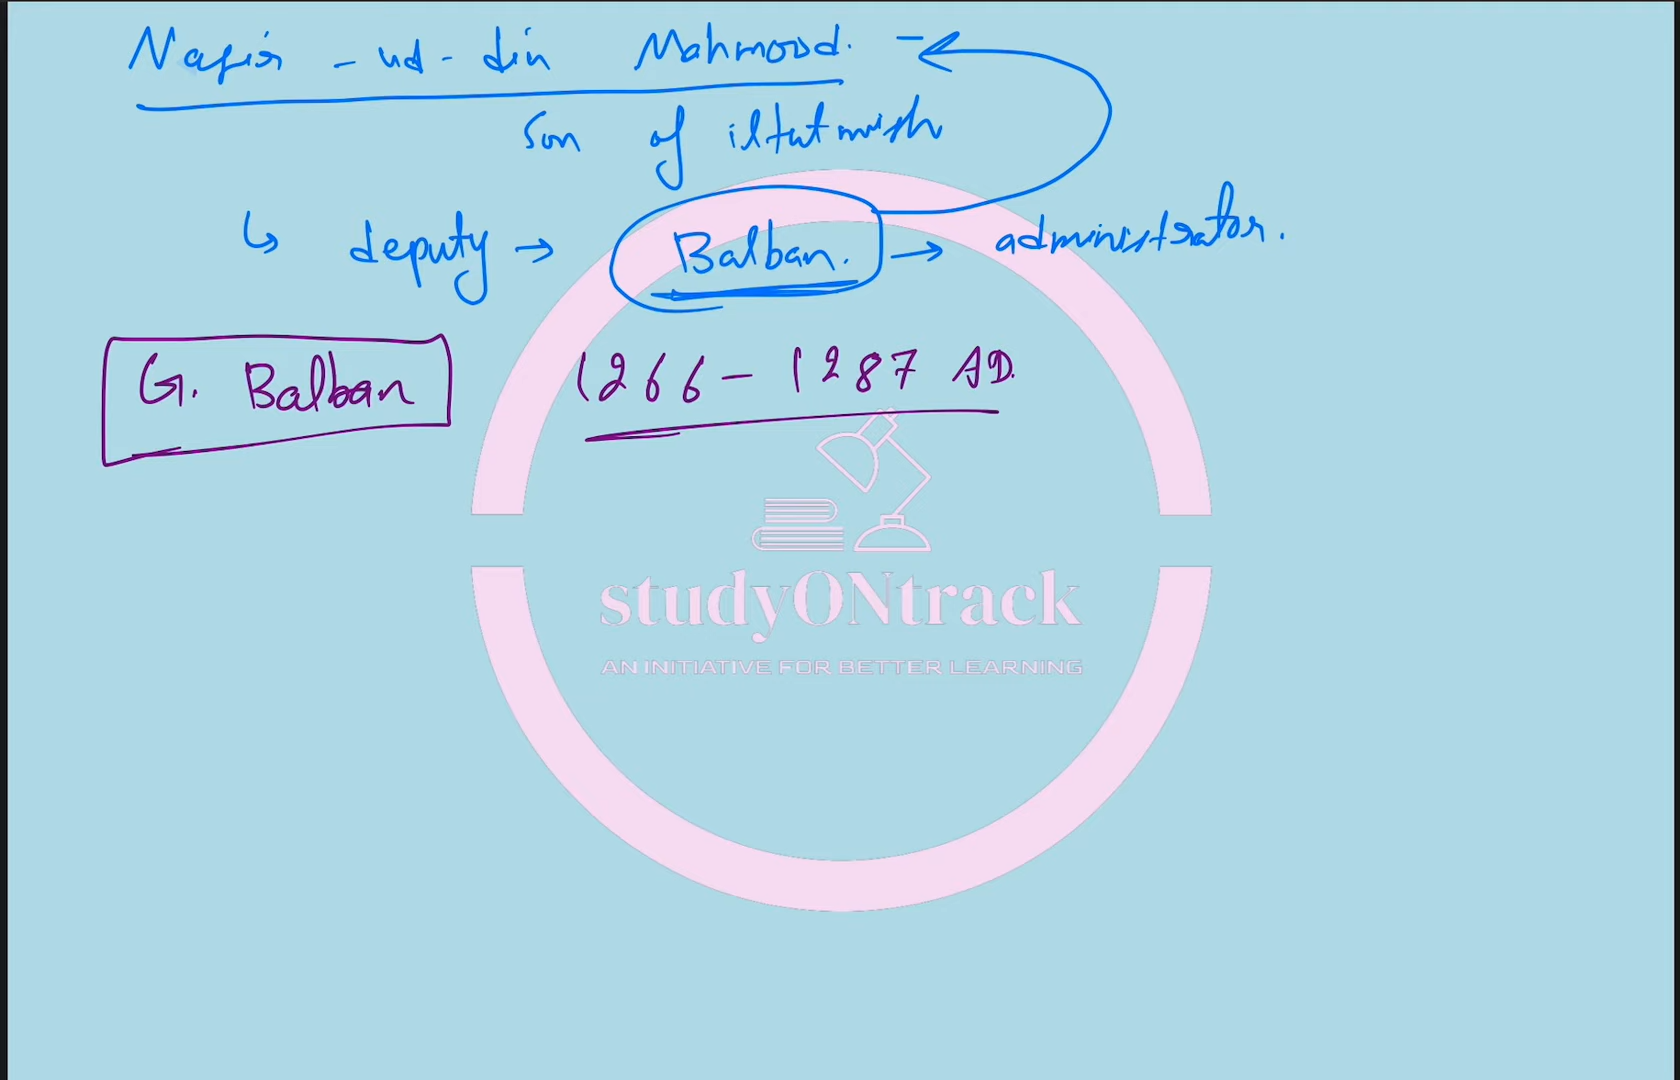 Nasir-ud-din Mahmood. -
son of iltutmish
↳ deputy → Balban. → administrator.
G. Balban 1266 - 1287 AD.
studyONtrack
AN INITIATIVE FOR BETTER LEARNING